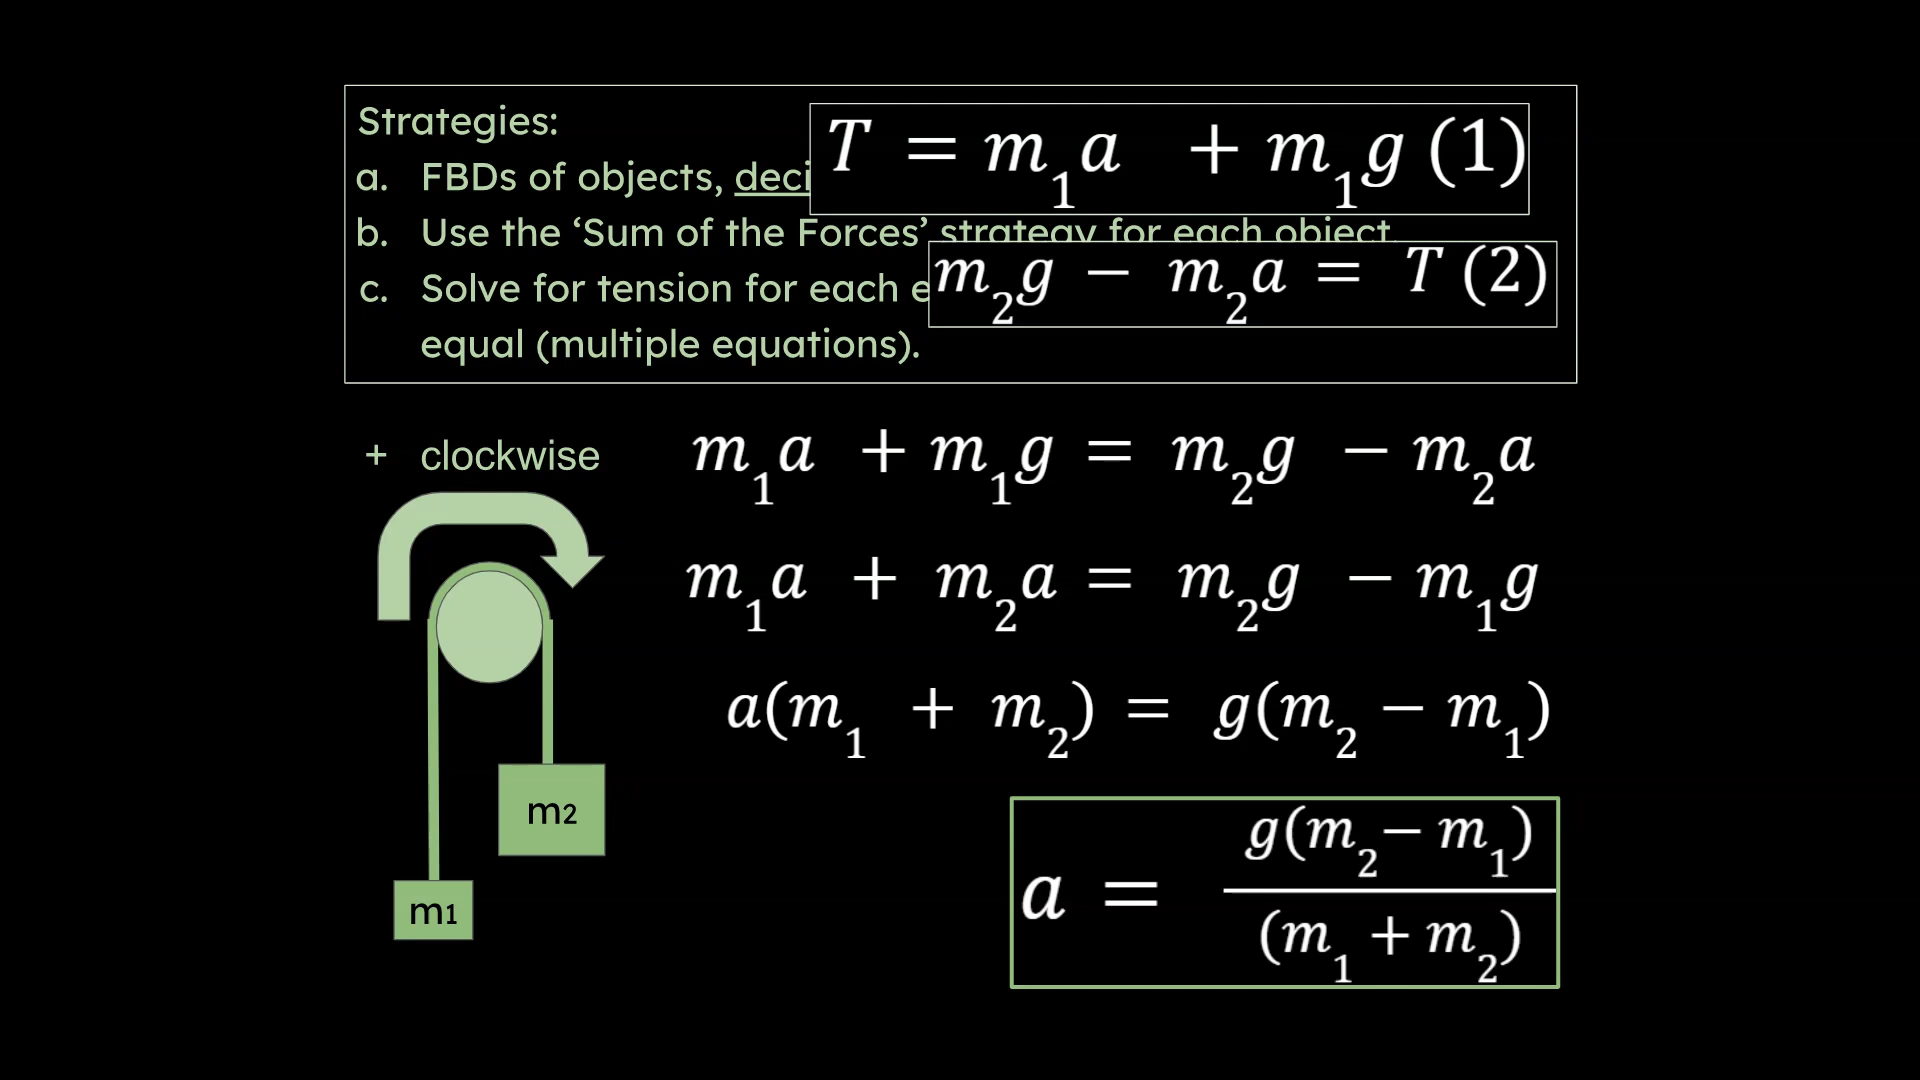 Strategies:
a. FBDs of objects, deci
T = m₁a + m₁g (1)
b. Use the ‘Sum of the Forces’ strategy for each object.
c. Solve for tension for each e
m₂g − m₂a = T (2)
equal (multiple equations).
+ clockwise
m₁a + m₁g = m₂g − m₂a
m₁a + m₂a = m₂g − m₁g
a(m₁ + m₂) = g(m₂ − m₁)
m2
m1
a = g(m₂− m₁)
(m₁ + m₂)